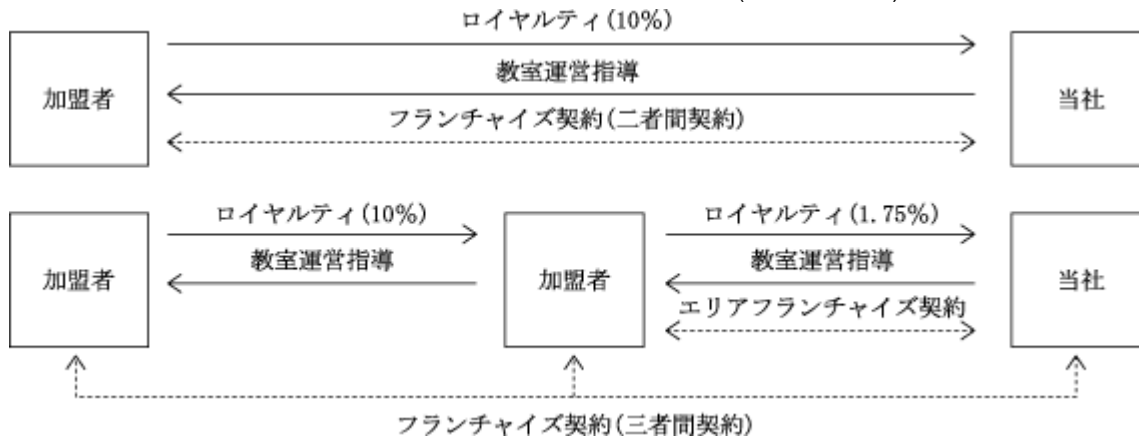 ロイヤルティ(10%)
加盟者
教室運営指導
当社
フランチャイズ契約(二者間契約)
ロイヤルティ(10%)
ロイヤルティ(1.75%)
加盟者
教室運営指導
加盟者
教室運営指導
当社
エリアフランチャイズ契約
フランチャイズ契約(三者間契約)